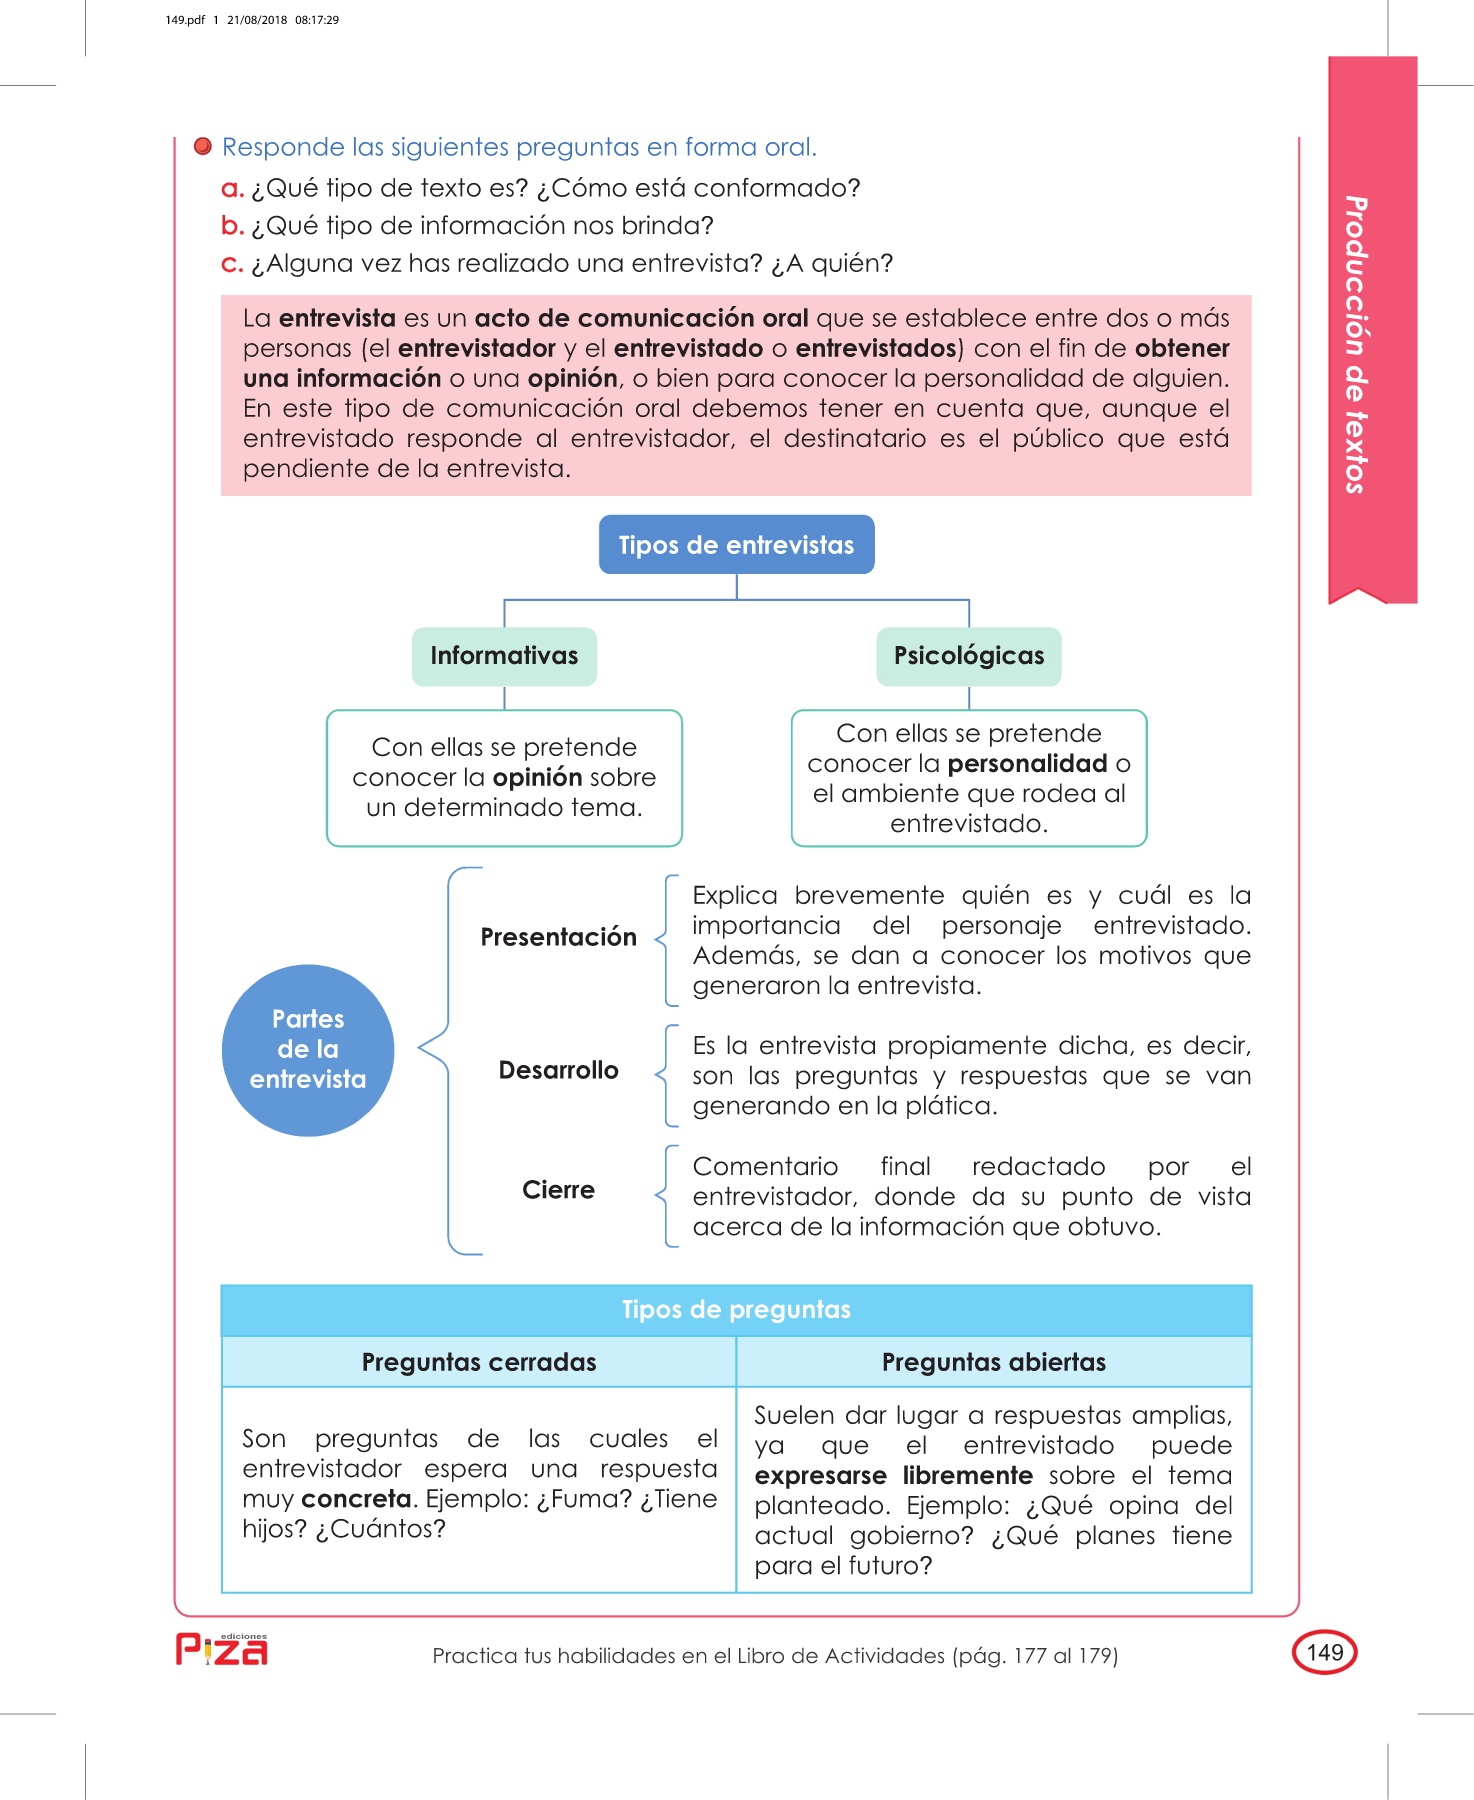 149.pdf 1 21/08/2018 08:17:29
Responde las siguientes preguntas en forma oral.
a. ¿Qué tipo de texto es? ¿Cómo está conformado?
b. ¿Qué tipo de información nos brinda?
c. ¿Alguna vez has realizado una entrevista? ¿A quién?
La entrevista es un acto de comunicación oral que se establece entre dos o más
personas (el entrevistador y el entrevistado o entrevistados) con el fin de obtener
una información o una opinión, o bien para conocer la personalidad de alguien.
En este tipo de comunicación oral debemos tener en cuenta que, aunque el
entrevistado responde al entrevistador, el destinatario es el público que está
pendiente de la entrevista.
Producción de textos
Tipos de entrevistas
Informativas
Con ellas se pretende
conocer la opinión sobre
un determinado tema.
Psicológicas
Con ellas se pretende
conocer la personalidad o
el ambiente que rodea al
entrevistado.
Partes
de la
entrevista
Presentación
Explica brevemente quién es y cuál es la
importancia del personaje entrevistado.
Además, se dan a conocer los motivos que
generaron la entrevista.
Desarrollo
Es la entrevista propiamente dicha, es decir,
son las preguntas y respuestas que se van
generando en la plática.
Cierre
Comentario final redactado por el
entrevistador, donde da su punto de vista
acerca de la información que obtuvo.
Tipos de preguntas
Preguntas cerradas
Son preguntas de las cuales el
entrevistador espera una respuesta
muy concreta. Ejemplo: ¿Fuma? ¿Tiene
hijos? ¿Cuántos?
Preguntas abiertas
Suelen dar lugar a respuestas amplias,
ya que el entrevistado puede
expresarse libremente sobre el tema
planteado. Ejemplo: ¿Qué opina del
actual gobierno? ¿Qué planes tiene
para el futuro?
ediciones
Piza
Practica tus habilidades en el Libro de Actividades (pág. 177 al 179)
149